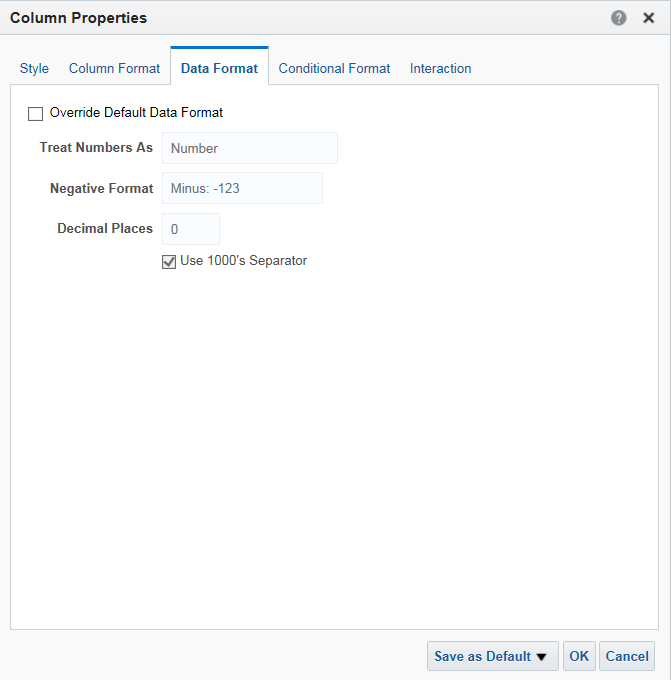 Column Properties
Style Column Format Data Format Conditional Format Interaction
Override Default Data Format
Treat Numbers As Number
Negative Format Minus: -123
Decimal Places 0
Use 1000's Separator
Save as Default OK Cancel